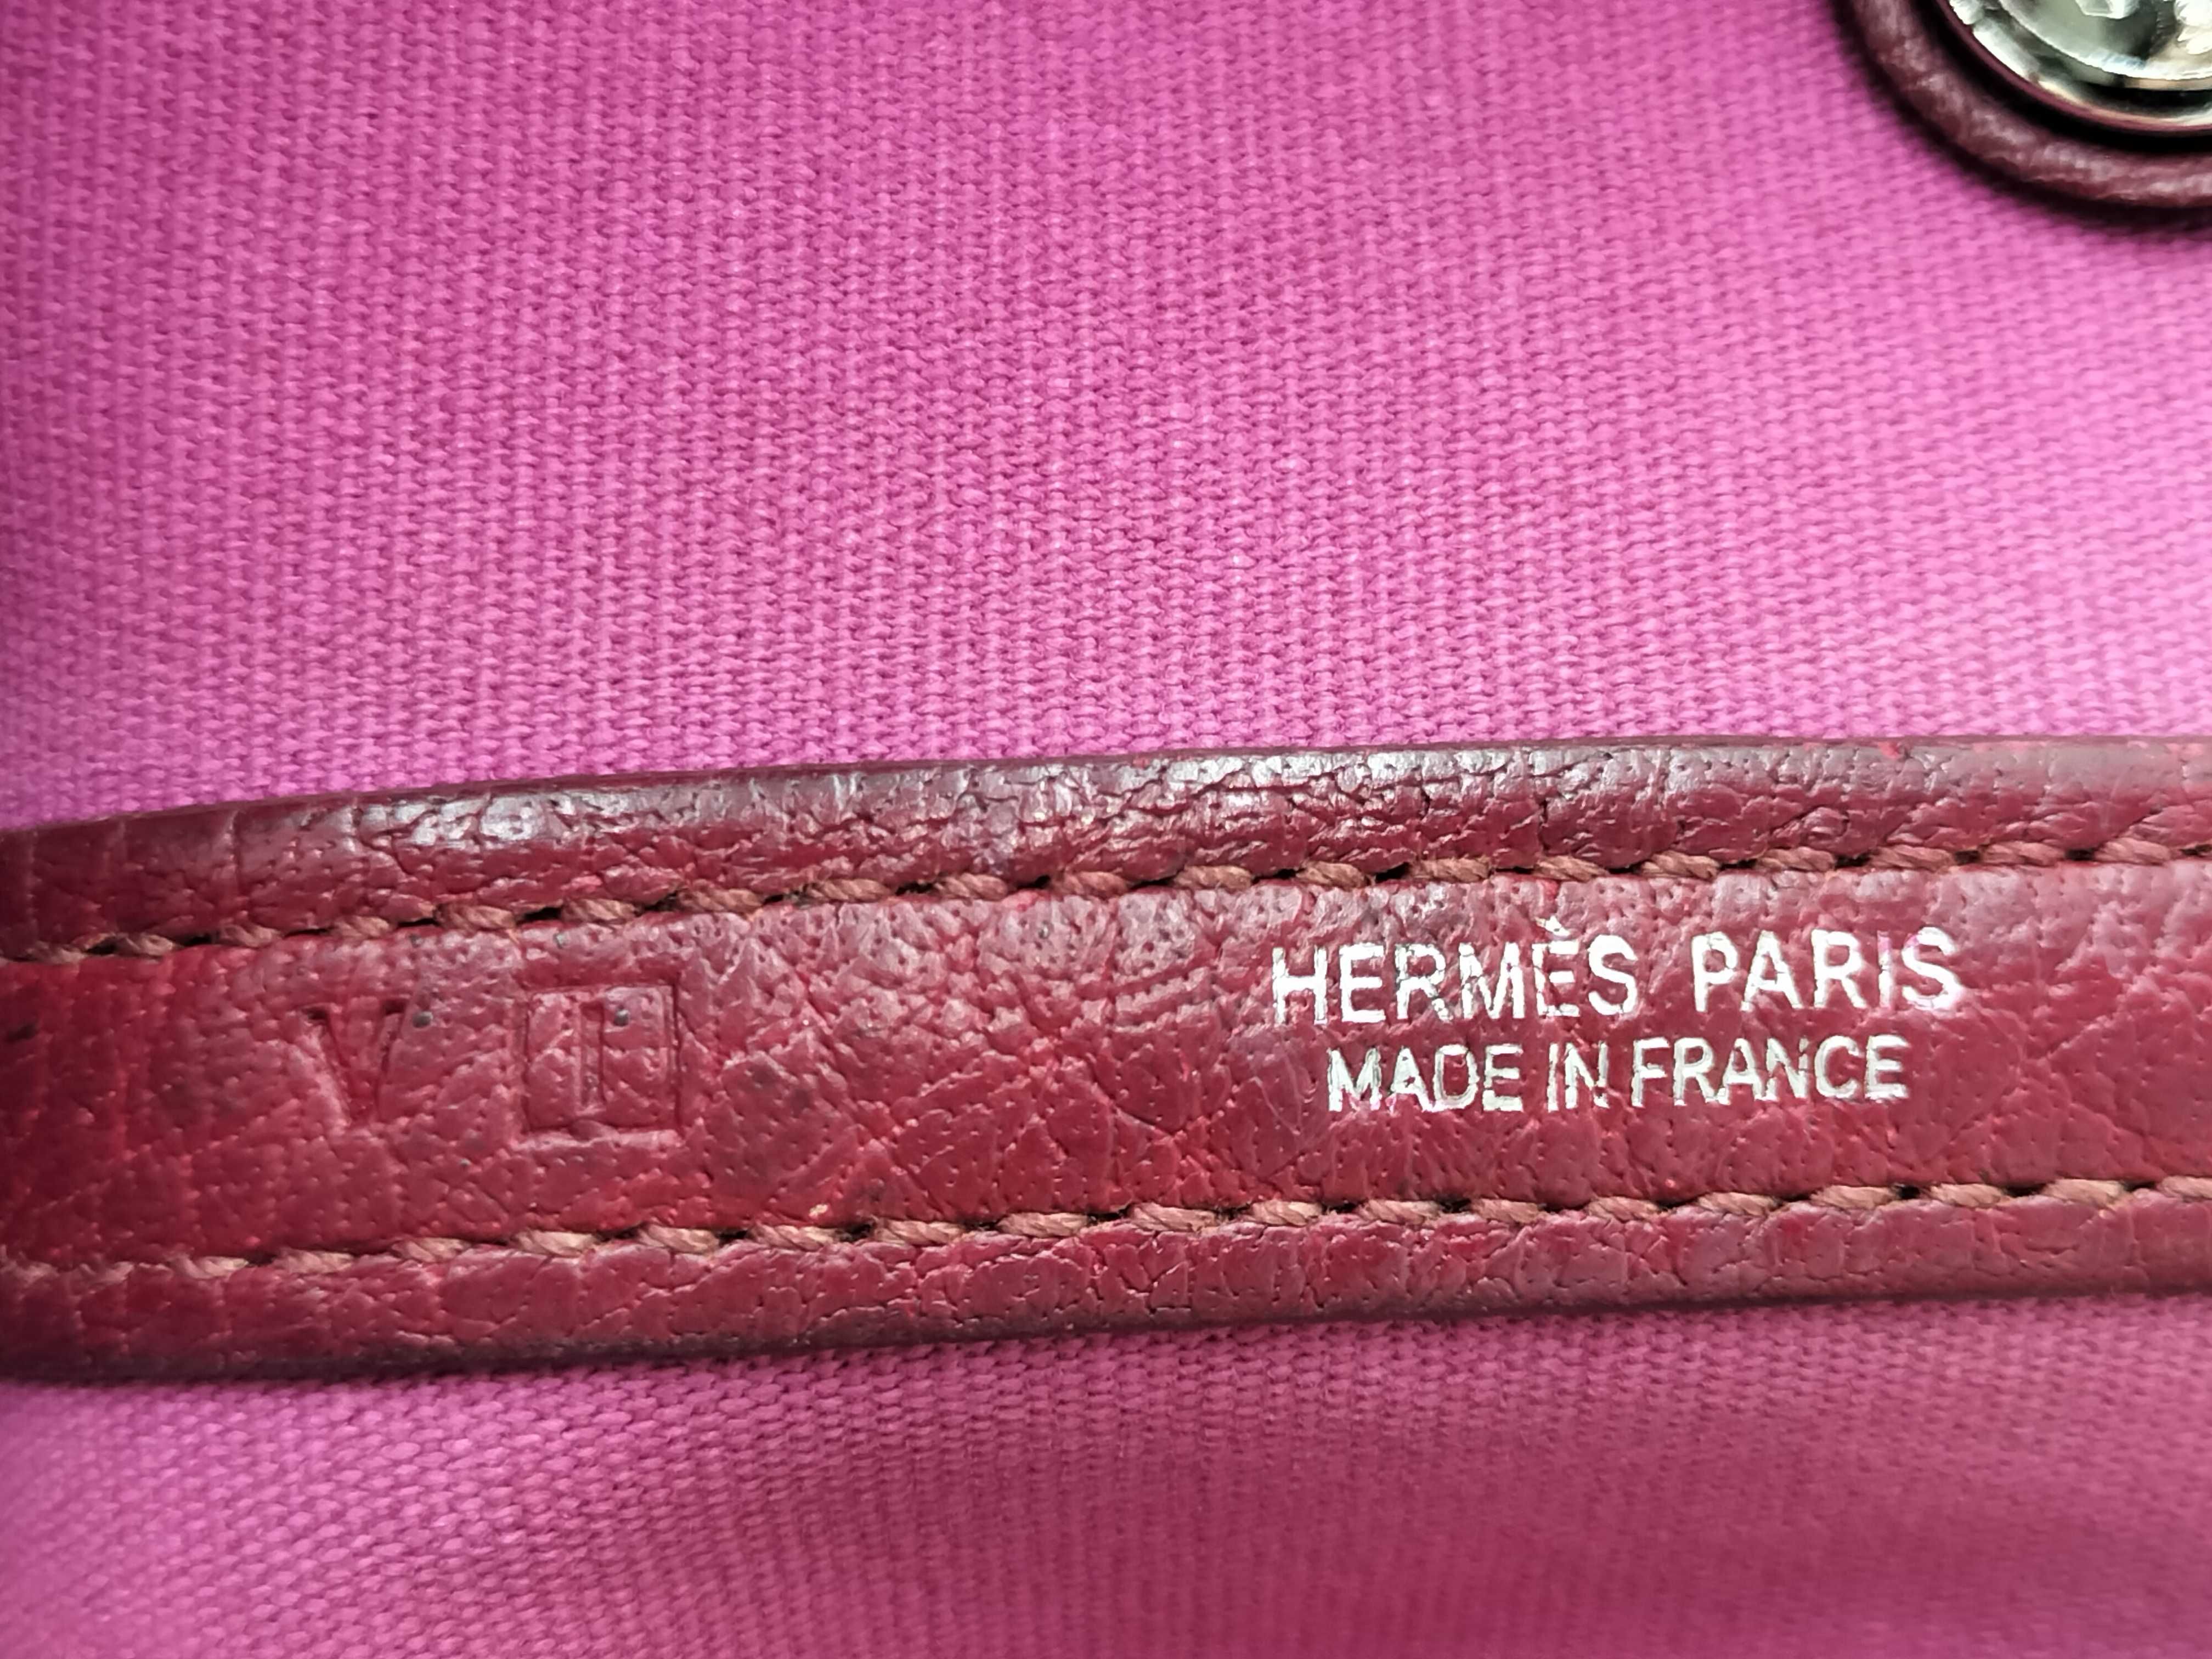 V I
HERMÈS PARIS
MADE IN FRANCE